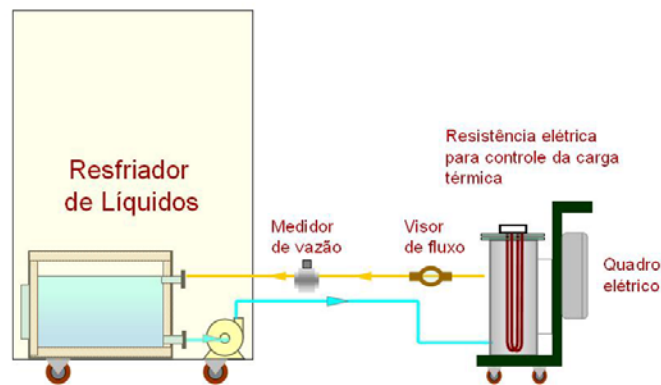 Resfriador
de Líquidos
Medidor
de vazão
Visor
de fluxo
Resistência elétrica
para controle da carga
térmica
Quadro
elétrico